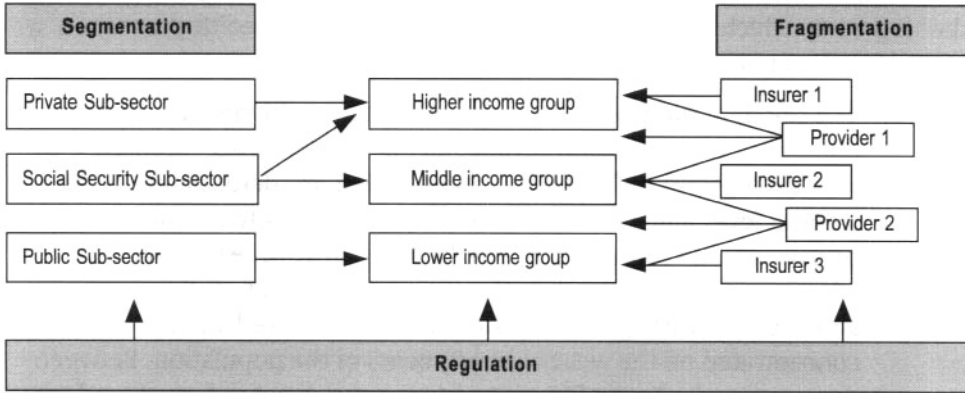 Segmentation
Fragmentation
Private Sub-sector
Higher income group
Insurer 1
Provider 1
Social Security Sub-sector
Middle income group
Insurer 2
Provider 2
Public Sub-sector
Lower income group
Insurer 3
Regulation